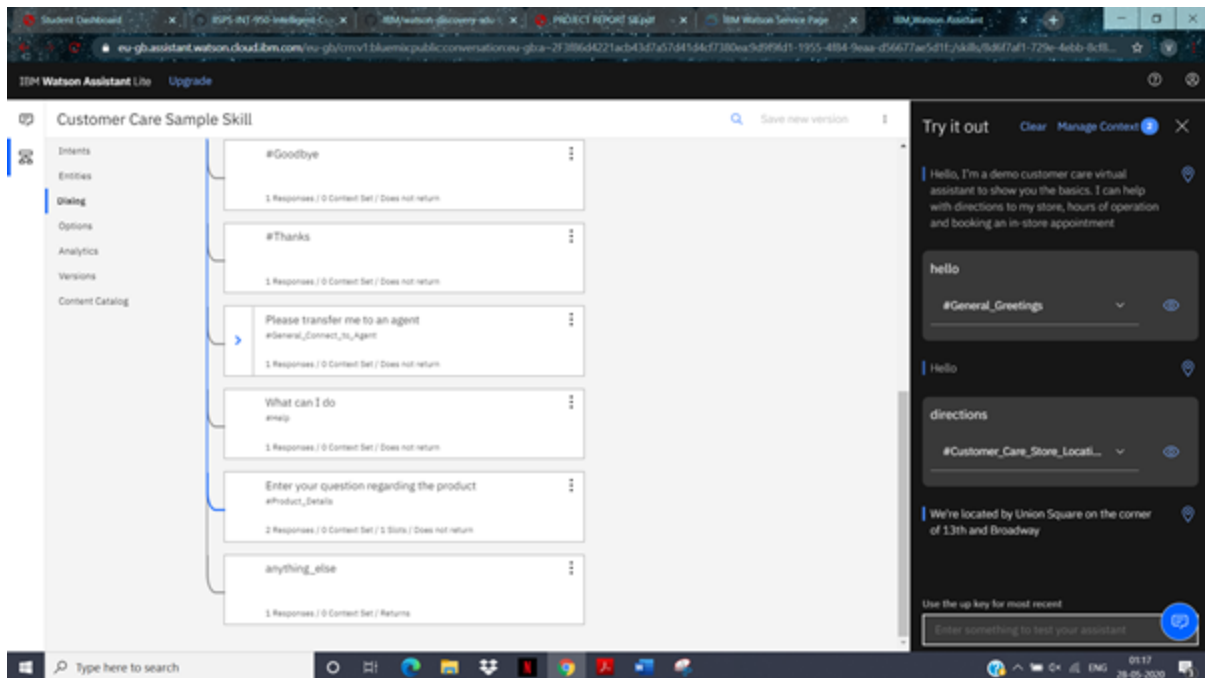 Student Dashboard
PROJECT REPORT
IBM Watson Service Page
IBM Watson Assistant
IBM Watson Assistant Lite Upgrade
Customer Care Sample Skill
Save new version
Intents
Entities
Dialog
Options
Analytics
Versions
Content Catalog
#Goodbye
1 Responses / 0 Context Set / Does not return
#Thanks
1 Responses / 0 Context Set / Does not return
Please transfer me to an agent
#General_Connect_to_Agent
1 Responses / 0 Context Set / Does not return
What can I do
#Help
1 Responses / 0 Context Set / Does not return
Enter your question regarding the product
#Product_Details
2 Responses / 0 Context Set / 1 Slots / Does not return
anything_else
1 Responses / 0 Context Set / Returns
Try it out Clear Manage Context 2
Hello, I'm a demo customer care virtual
assistant to show you the basics. I can help
with directions to my store, hours of operation
and booking an in-store appointment
hello
#General_Greetings
Hello
directions
#Customer_Care_Store_Locati...
We're located by Union Square on the corner
of 13th and Broadway
Use the up key for most recent
Enter something to test your assistant
Type here to search
ENG
01:17
28-05-2020